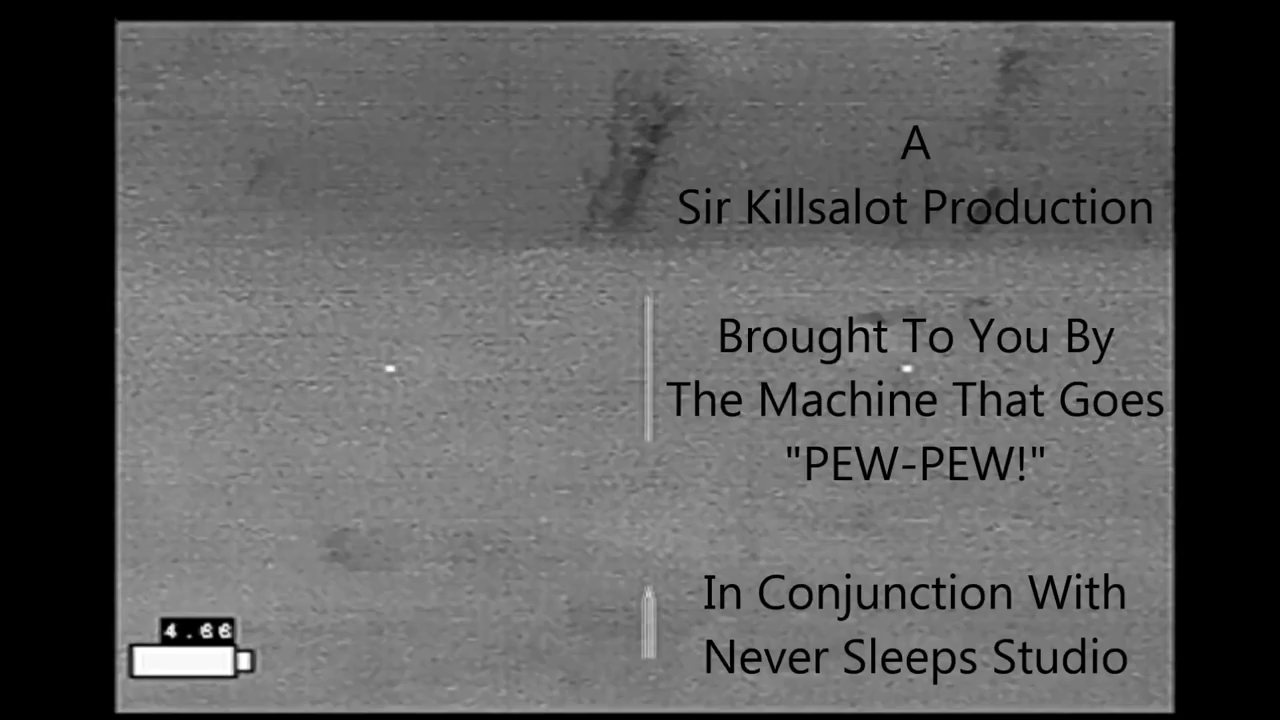 A
Sir Killsalot Production
Brought To You By
The Machine That Goes
"PEW-PEW!"
In Conjunction With
Never Sleeps Studio
4.66